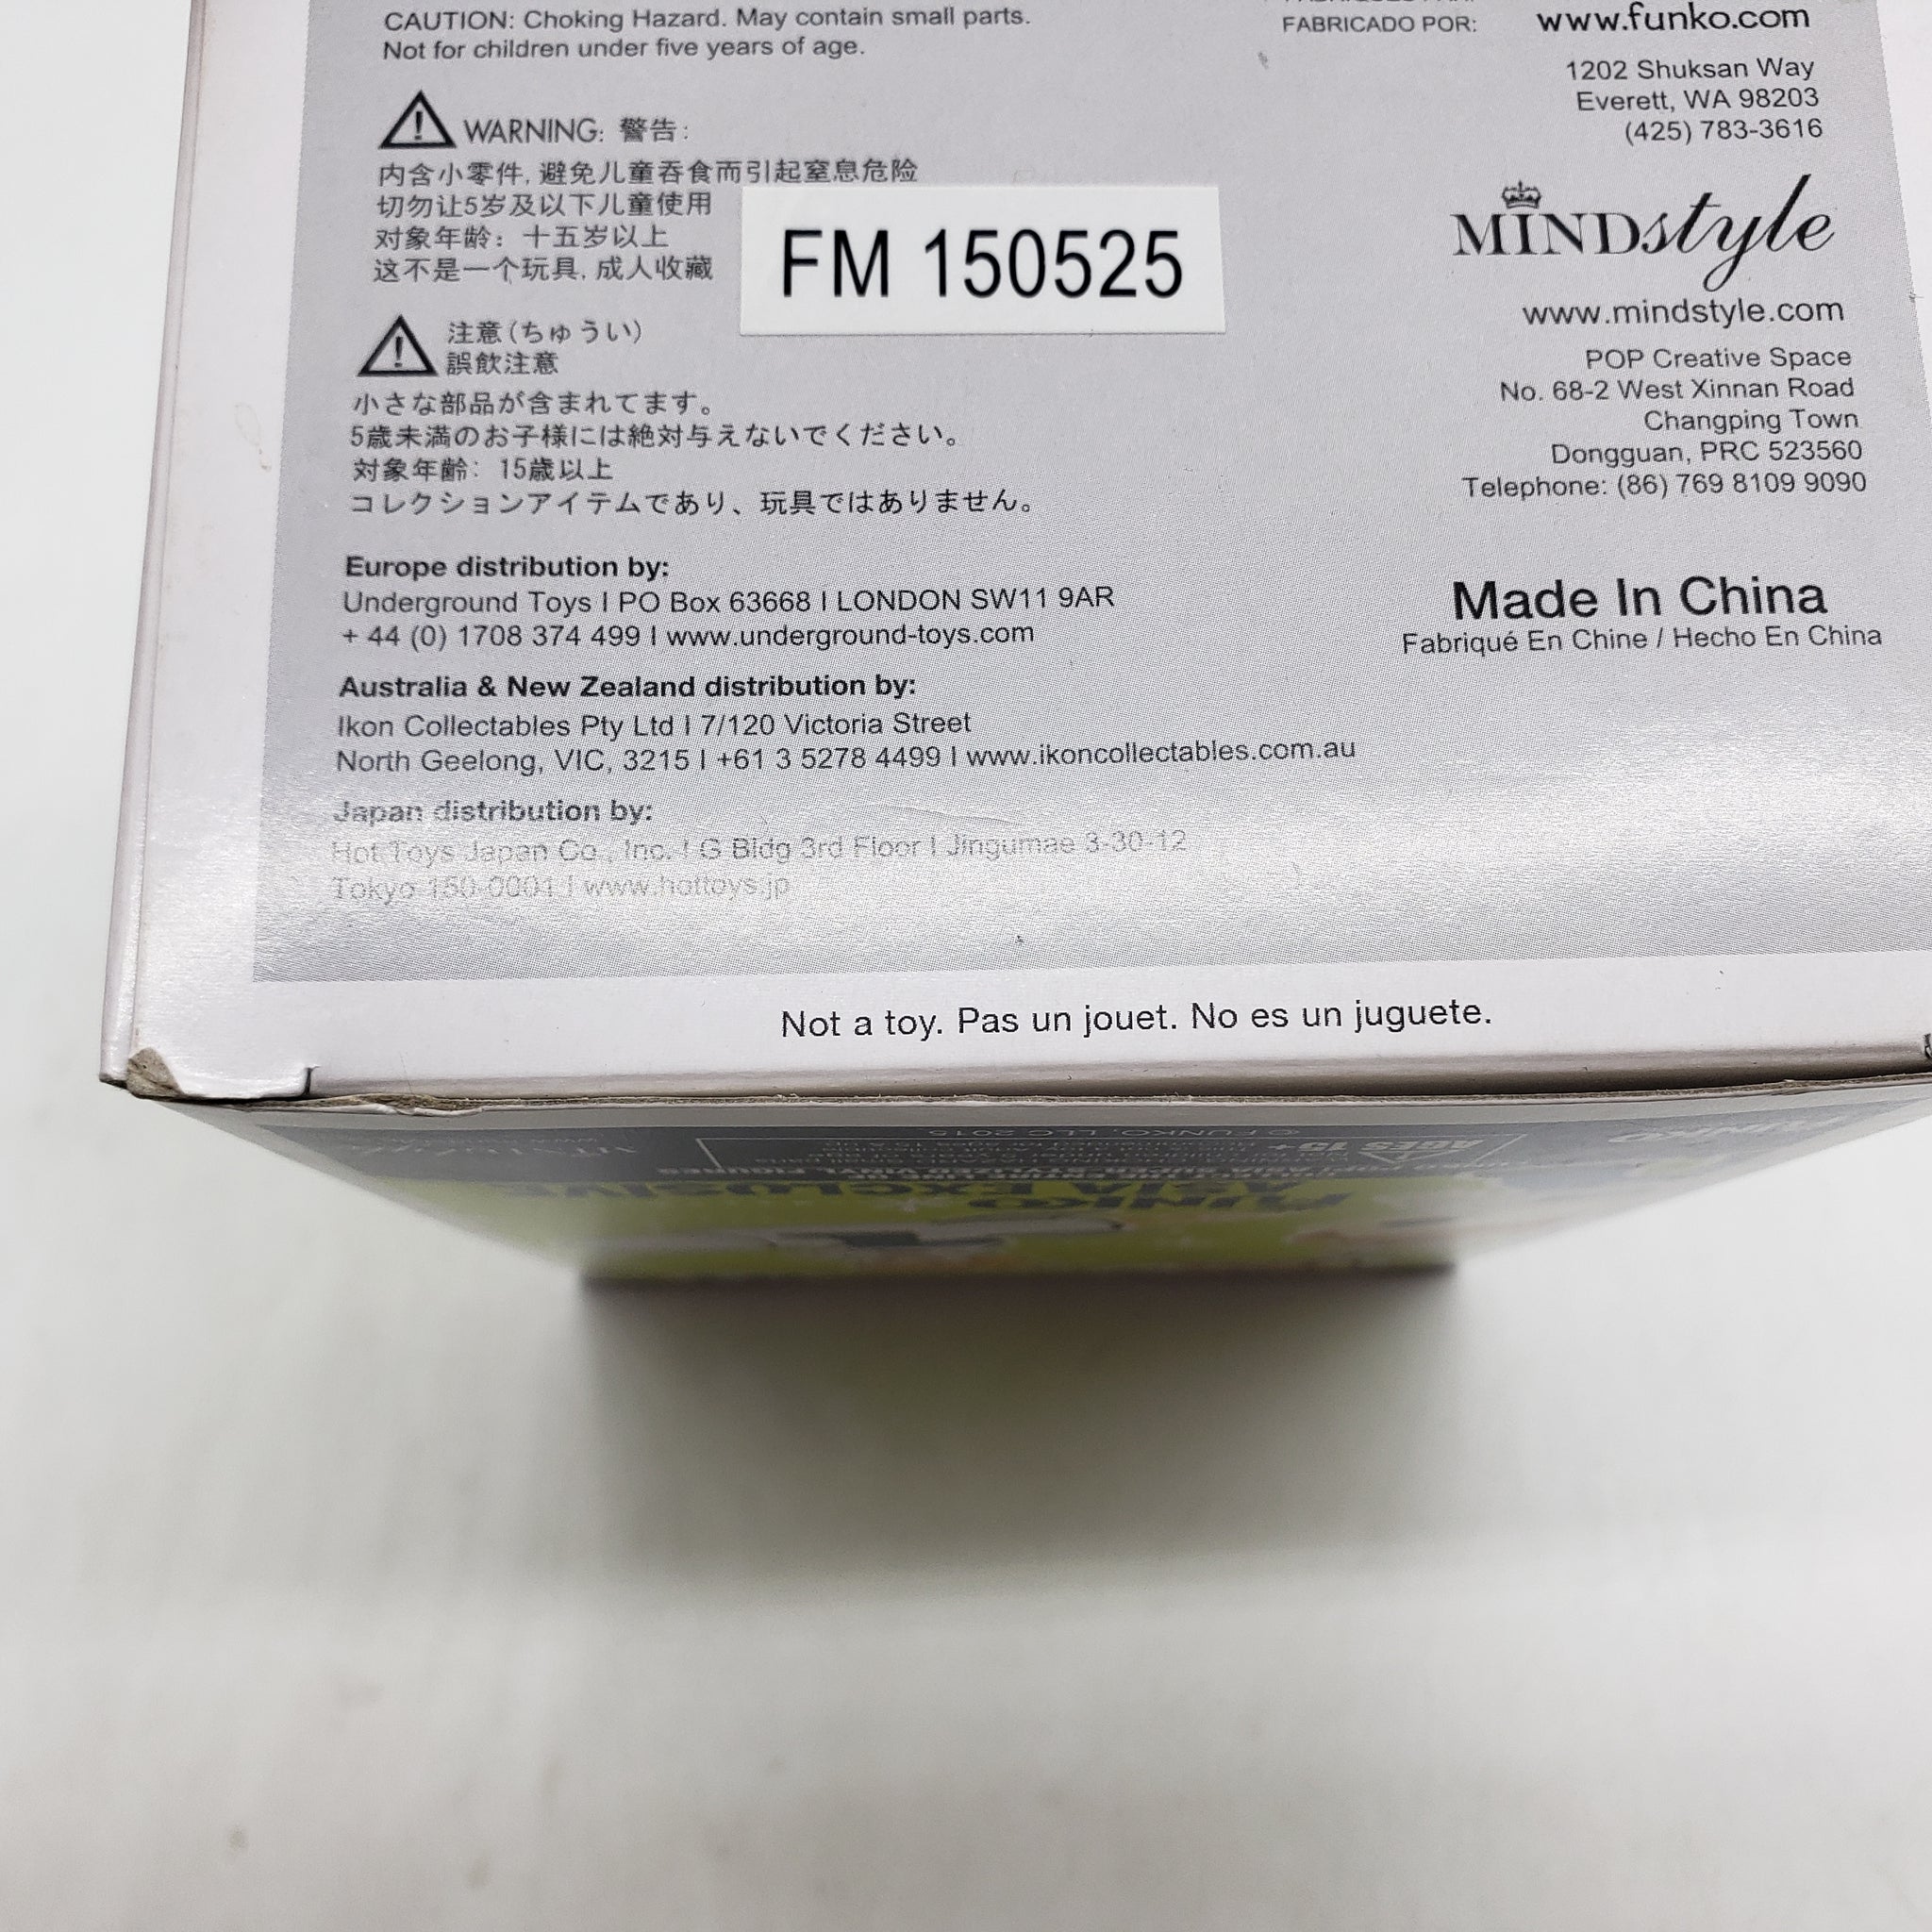 CAUTION: Choking Hazard. May contain small parts.
Not for children under five years of age.
WARNING: 警告:
内含小零件, 避免儿童吞食而引起窒息危险
切勿让5岁及以下儿童使用
对象年龄: 十五岁以上
这不是一个玩具, 成人收藏
FM 150525
注意(ちゅうい)
誤飲注意
小さな部品が含まれてます。
5歳未満のお子様には絶対与えないでください。
対象年齢: 15歳以上
コレクションアイテムであり、玩具ではありません。
Europe distribution by:
Underground Toys I PO Box 63668 I LONDON SW11 9AR
+ 44 (0) 1708 374 499 I www.underground-toys.com
Australia & New Zealand distribution by:
Ikon Collectables Pty Ltd I 7/120 Victoria Street
North Geelong, VIC, 3215 I +61 3 5278 4499 I www.ikoncollectables.com.au
Japan distribution by:
Hot Toys Japan Co., Inc. I G Bldg 3rd Floor I Jingumae 3-30-12
Tokyo 150-0001 I www.hottoys.jp
FABRICADO POR:
www.funko.com
1202 Shuksan Way
Everett, WA 98203
(425) 783-3616
MINDstyle
www.mindstyle.com
POP Creative Space
No. 68-2 West Xinnan Road
Changping Town
Dongguan, PRC 523560
Telephone: (86) 769 8109 9090
Made In China
Fabriqué En Chine / Hecho En China
Not a toy. Pas un jouet. No es un juguete.
© FUNKO, LLC 2015
AGES 15+
FUNKO
ASIA EXCLUSIVE